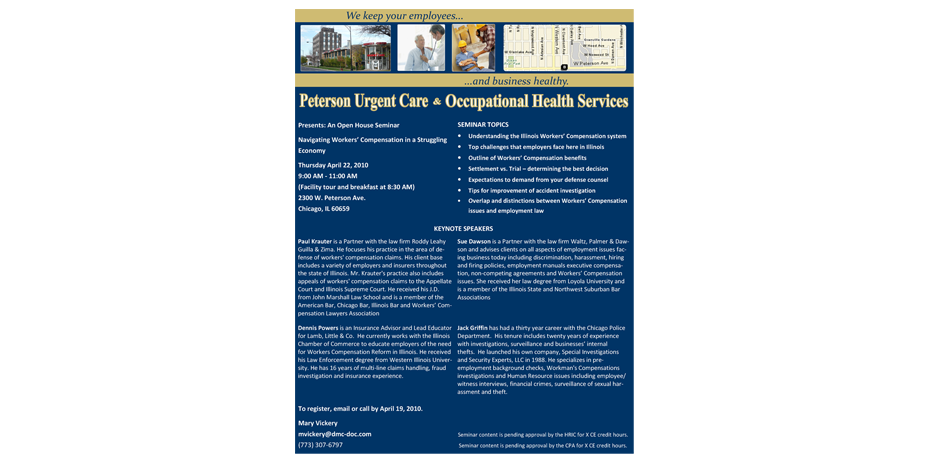 We keep your employees...
...and business healthy.
Peterson Urgent Care & Occupational Health Services
Presents: An Open House Seminar
Navigating Workers' Compensation in a Struggling
Economy
Thursday April 22, 2010
9:00 AM - 11:00 AM
(Facility tour and breakfast at 8:30 AM)
2300 W. Peterson Ave.
Chicago, IL 60659
SEMINAR TOPICS
• Understanding the Illinois Workers' Compensation system
• Top challenges that employers face here in Illinois
• Outline of Workers' Compensation benefits
• Settlement vs. Trial – determining the best decision
• Expectations to demand from your defense counsel
• Tips for improvement of accident investigation
• Overlap and distinctions between Workers' Compensation
issues and employment law
KEYNOTE SPEAKERS
Paul Krauter is a Partner with the law firm Roddy Leahy
Guilla & Zima. He focuses his practice in the area of de-
fense of workers' compensation claims. His client base
includes a variety of employers and insurers throughout
the state of Illinois. Mr. Krauter's practice also includes
appeals of workers' compensation claims to the Appellate
Court and Illinois Supreme Court. He received his J.D.
from John Marshall Law School and is a member of the
American Bar, Chicago Bar, Illinois Bar and Workers' Com-
pensation Lawyers Association
Sue Dawson is a Partner with the law firm Waltz, Palmer & Daw-
son and advises clients on all aspects of employment issues fac-
ing business today including discrimination, harassment, hiring
and firing policies, employment manuals executive compensa-
tion, non-competing agreements and Workers' Compensation
issues. She received her law degree from Loyola University and
is a member of the Illinois State and Northwest Suburban Bar
Associations
Dennis Powers is an Insurance Advisor and Lead Educator
for Lamb, Little & Co. He currently works with the Illinois
Chamber of Commerce to educate employers of the need
for Workers Compensation Reform in Illinois. He received
his Law Enforcement degree from Western Illinois Univer-
sity. He has 16 years of multi-line claims handling, fraud
investigation and insurance experience.
Jack Griffin has had a thirty year career with the Chicago Police
Department. His tenure includes twenty years of experience
with investigations, surveillance and businesses' internal
thefts. He launched his own company, Special Investigations
and Security Experts, LLC in 1988. He specializes in pre-
employment background checks, Workman's Compensations
investigations and Human Resource issues including employee/
witness interviews, financial crimes, surveillance of sexual har-
assment and theft.
To register, email or call by April 19, 2010.
Mary Vickery
mvickery@dmc-doc.com
(773) 307-6797
Seminar content is pending approval by the HRIC for X CE credit hours.
Seminar content is pending approval by the CPA for X CE credit hours.